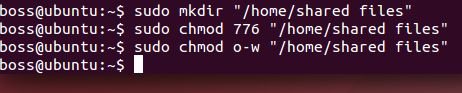 boss@ubuntu:~$ sudo mkdir "/home/shared files"
boss@ubuntu:~$ sudo chmod 776 "/home/shared files"
boss@ubuntu:~$ sudo chmod o-w "/home/shared files"
boss@ubuntu:~$